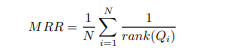 MRR = \frac{1}{N} \sum_{i=1}^{N} \frac{1}{rank(Q_i)}